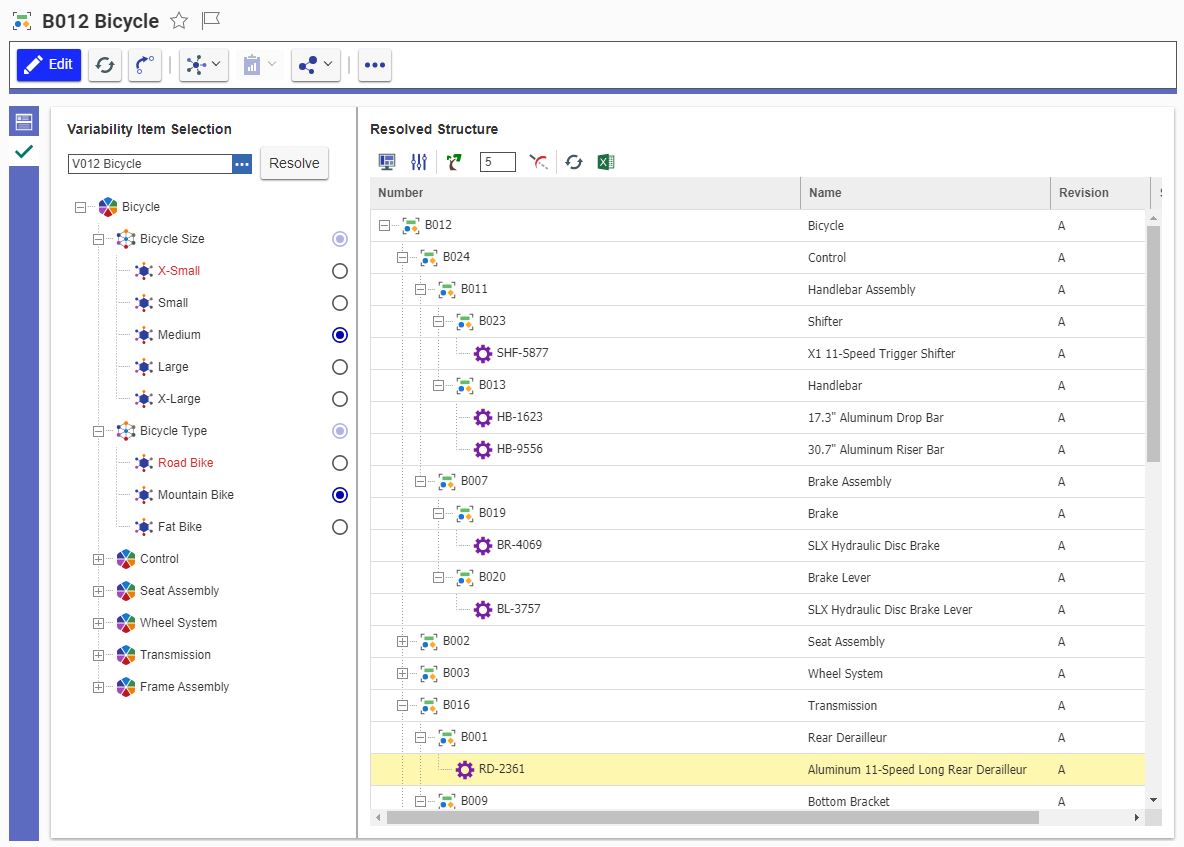 B012 Bicycle
Edit
Variability Item Selection
V012 Bicycle
Resolve
Bicycle
Bicycle Size
X-Small
Small
Medium
Large
X-Large
Bicycle Type
Road Bike
Mountain Bike
Fat Bike
Control
Seat Assembly
Wheel System
Transmission
Frame Assembly
Resolved Structure
5
Number Name Revision
B012 Bicycle A
B024 Control A
B011 Handlebar Assembly A
B023 Shifter A
SHF-5877 X1 11-Speed Trigger Shifter A
B013 Handlebar A
HB-1623 17.3" Aluminum Drop Bar A
HB-9556 30.7" Aluminum Riser Bar A
B007 Brake Assembly A
B019 Brake A
BR-4069 SLX Hydraulic Disc Brake A
B020 Brake Lever A
BL-3757 SLX Hydraulic Disc Brake Lever A
B002 Seat Assembly A
B003 Wheel System A
B016 Transmission A
B001 Rear Derailleur A
RD-2361 Aluminum 11-Speed Long Rear Derailleur A
B009 Bottom Bracket A